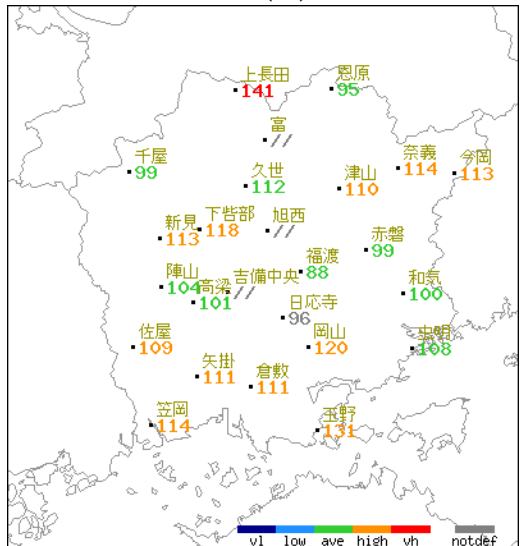 上長田
141
恩原
95
富
//
千屋
99
久世
112
津山
110
奈義
114
今岡
113
新見
113
下呰部
118
旭西
//
赤磐
99
福渡
88
陣山
104
高梁
101
吉備中央
//
日応寺
96
和気
100
佐屋
109
岡山
120
虫明
108
矢掛
111
倉敷
111
笠岡
114
玉野
131
vl low ave high vh notdef